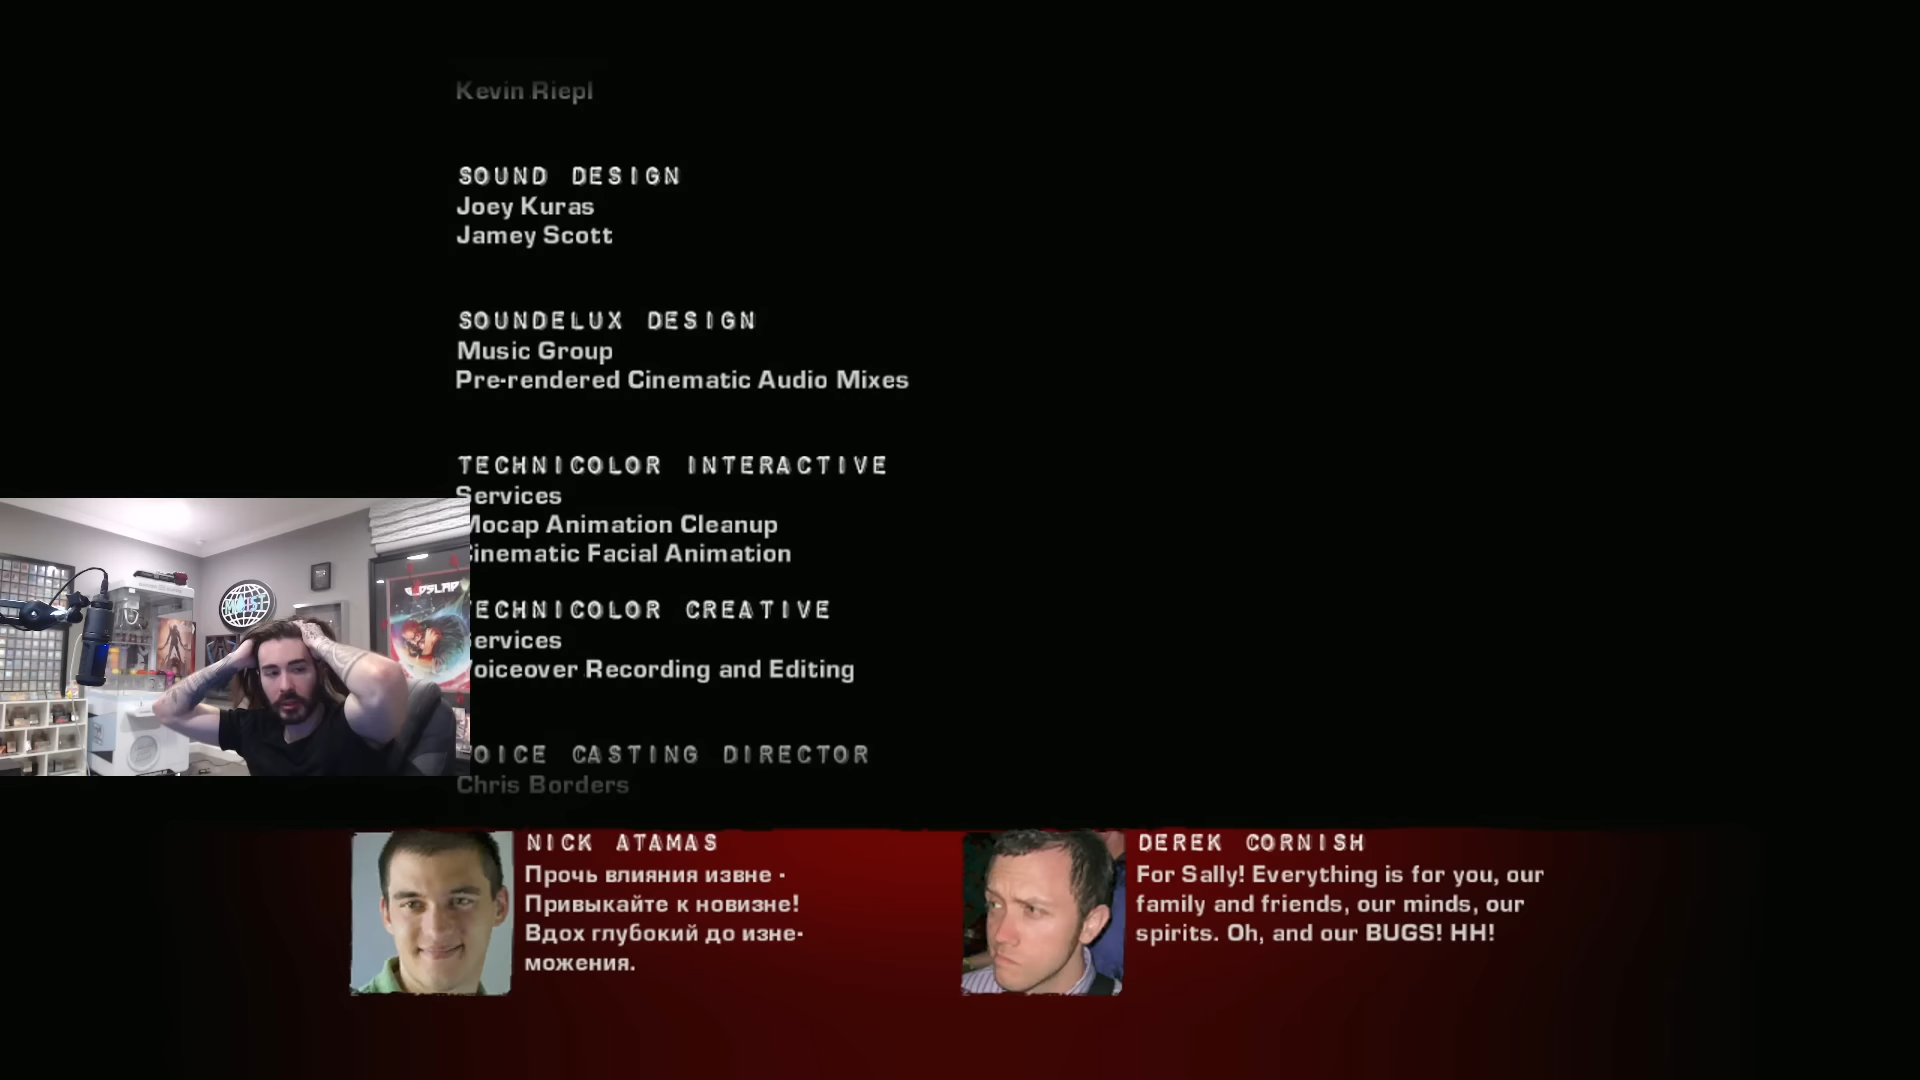 Kevin Riepl
SOUND DESIGN
Joey Kuras
Jamey Scott
SOUNDELUX DESIGN
Music Group
Pre-rendered Cinematic Audio Mixes
TECHNICOLOR INTERACTIVE
Services
Mocap Animation Cleanup
Cinematic Facial Animation
TECHNICOLOR CREATIVE
Services
Voiceover Recording and Editing
VOICE CASTING DIRECTOR
Chris Borders
NICK ATAMAS
Прочь влияния извне -
Привыкайте к новизне!
Вдох глубокий до изне-
можения.
DEREK CORNISH
For Sally! Everything is for you, our
family and friends, our minds, our
spirits. Oh, and our BUGS! HH!